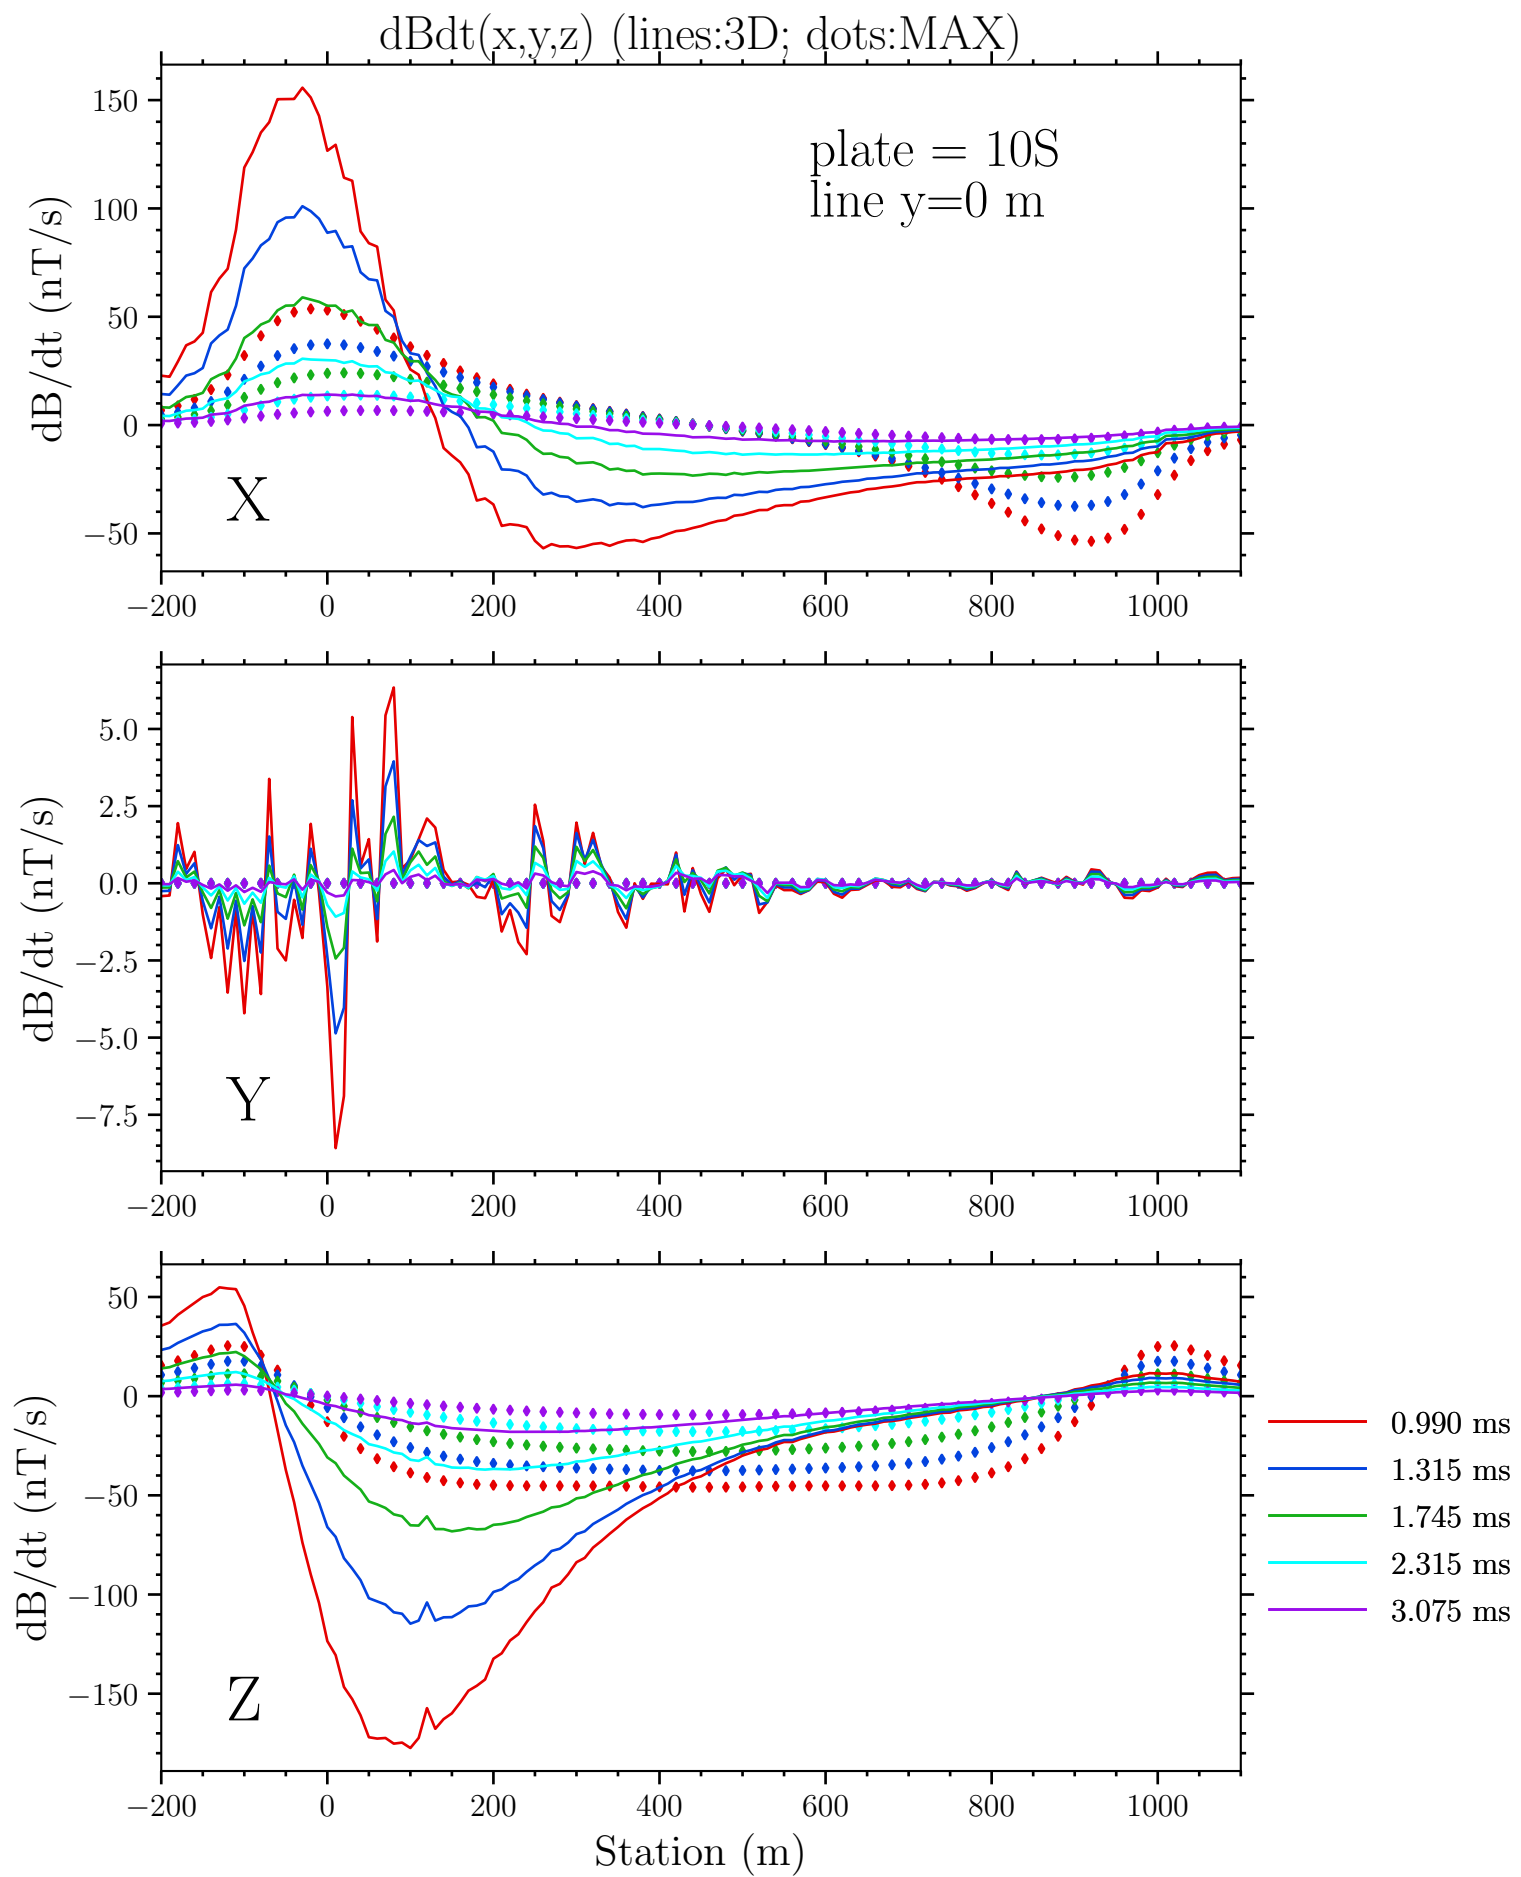 dBdt(x,y,z) (lines:3D; dots:MAX)
dB/dt (nT/s)
150
100
50
0
−50
plate = 10S
line y=0 m
X
−200 0 200 400 600 800 1000
dB/dt (nT/s)
5.0
2.5
0.0
−2.5
−5.0
−7.5
Y
−200 0 200 400 600 800 1000
dB/dt (nT/s)
50
0
−50
−100
−150
Z
−200 0 200 400 600 800 1000
Station (m)
0.990 ms
1.315 ms
1.745 ms
2.315 ms
3.075 ms